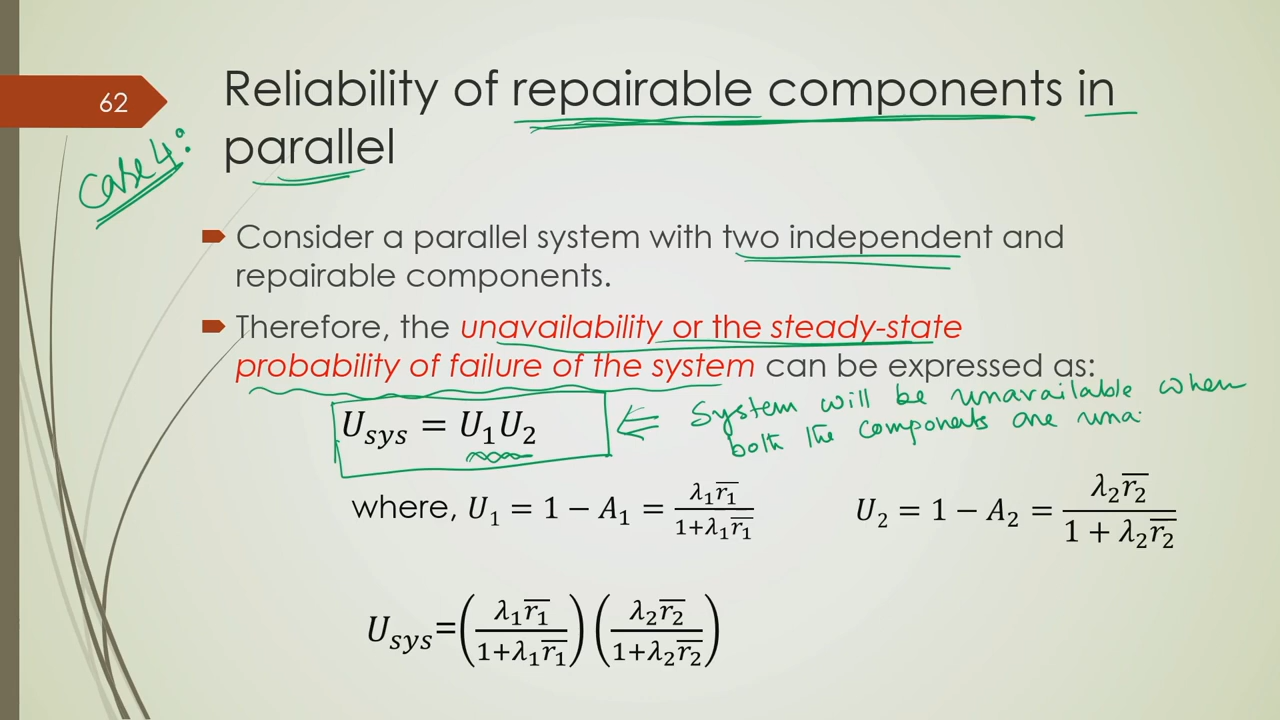 62
Reliability of repairable components in
parallel
Case 4:
Consider a parallel system with two independent and
repairable components.
Therefore, the unavailability or the steady-state
probability of failure of the system can be expressed as:
U_sys = U_1U_2
System will be unavailable when
both the components are una
where, U_1 = 1 − A_1 = λ_1r̅_1 / (1+λ_1r̅_1)
U_2 = 1 − A_2 = λ_2r̅_2 / (1 + λ_2r̅_2)
U_sys=(λ_1r̅_1 / (1+λ_1r̅_1)) (λ_2r̅_2 / (1+λ_2r̅_2))